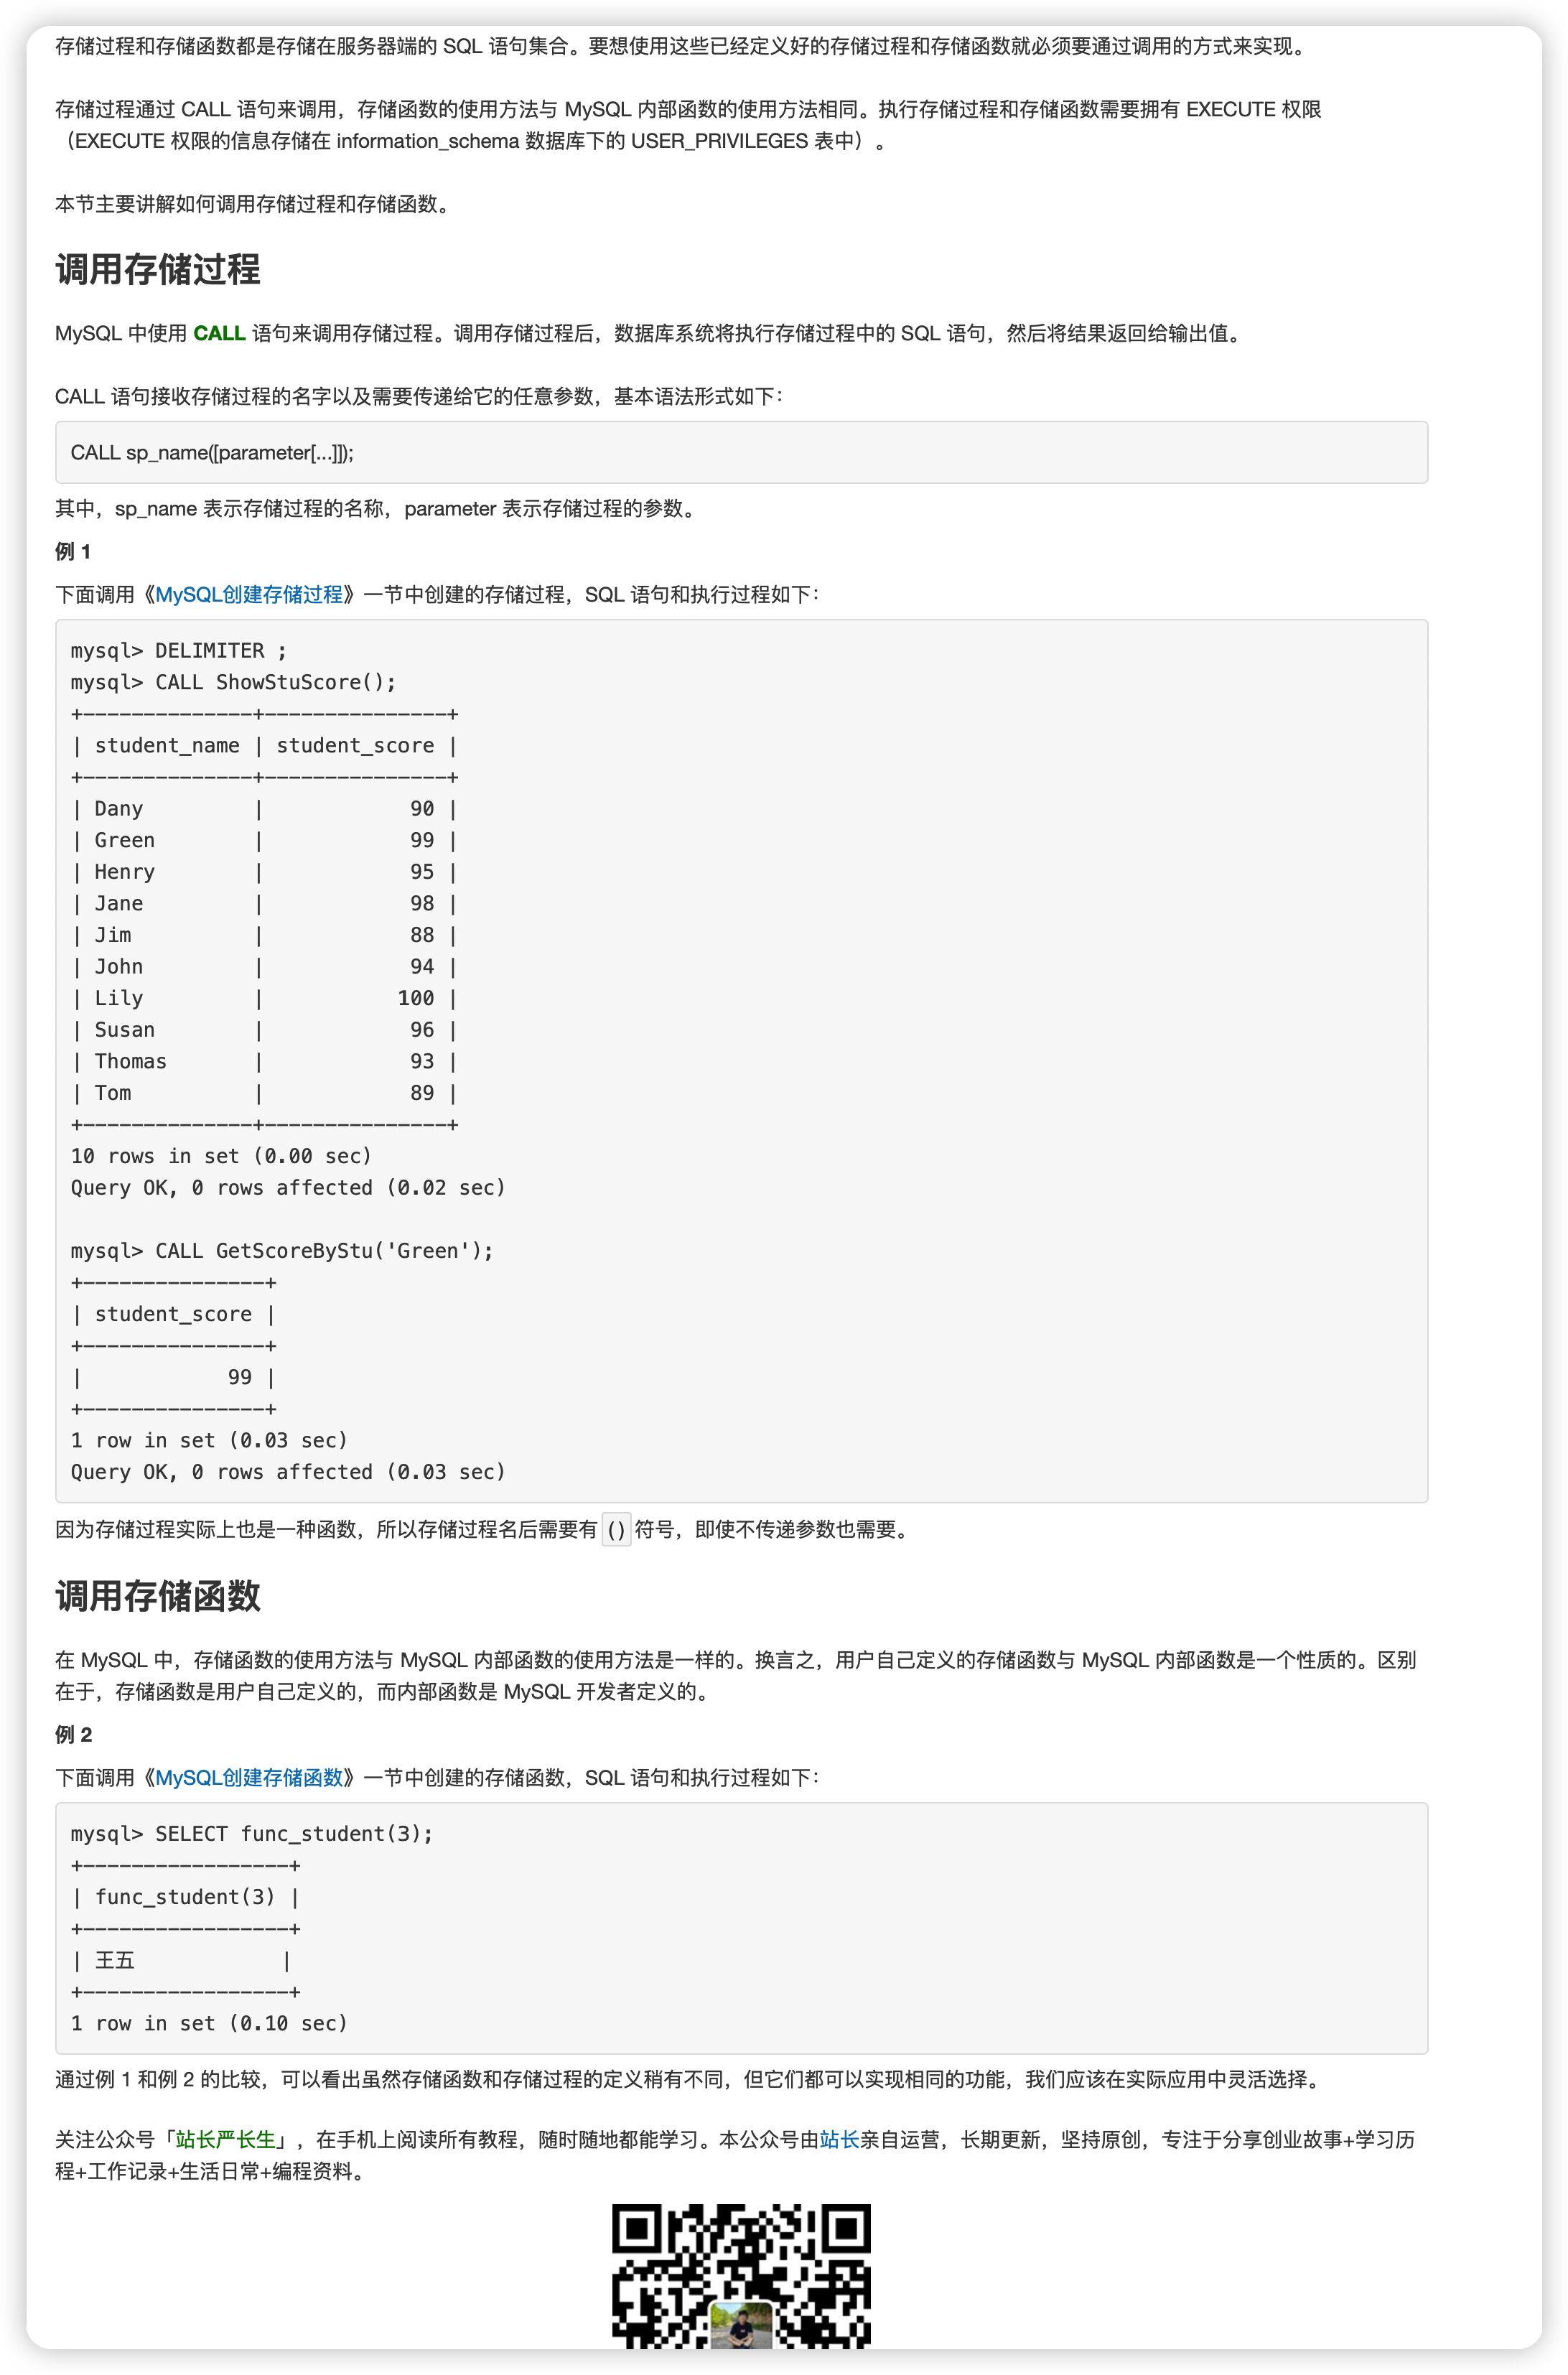 存储过程和存储函数都是存储在服务器端的 SQL 语句集合。要想使用这些已经定义好的存储过程和存储函数就必须要通过调用的方式来实现。
存储过程通过 CALL 语句来调用，存储函数的使用方法与 MySQL 内部函数的使用方法相同。执行存储过程和存储函数需要拥有 EXECUTE 权限
（EXECUTE 权限的信息存储在 information_schema 数据库下的 USER_PRIVILEGES 表中）。
本节主要讲解如何调用存储过程和存储函数。
调用存储过程
MySQL 中使用 CALL 语句来调用存储过程。调用存储过程后，数据库系统将执行存储过程中的 SQL 语句，然后将结果返回给输出值。
CALL 语句接收存储过程的名字以及需要传递给它的任意参数，基本语法形式如下：
CALL sp_name([parameter[...]]);
其中，sp_name 表示存储过程的名称，parameter 表示存储过程的参数。
例 1
下面调用《MySQL创建存储过程》一节中创建的存储过程，SQL 语句和执行过程如下：
mysql> DELIMITER ;
mysql> CALL ShowStuScore();
+--------------+---------------+
| student_name | student_score |
+--------------+---------------+
| Dany         |            90 |
| Green        |            99 |
| Henry        |            95 |
| Jane         |            98 |
| Jim          |            88 |
| John         |            94 |
| Lily         |           100 |
| Susan        |            96 |
| Thomas       |            93 |
| Tom          |            89 |
+--------------+---------------+
10 rows in set (0.00 sec)
Query OK, 0 rows affected (0.02 sec)
mysql> CALL GetScoreByStu('Green');
+---------------+
| student_score |
+---------------+
|            99 |
+---------------+
1 row in set (0.03 sec)
Query OK, 0 rows affected (0.03 sec)
因为存储过程实际上也是一种函数，所以存储过程名后需要有 () 符号，即使不传递参数也需要。
调用存储函数
在 MySQL 中，存储函数的使用方法与 MySQL 内部函数的使用方法是一样的。换言之，用户自己定义的存储函数与 MySQL 内部函数是一个性质的。区别
在于，存储函数是用户自己定义的，而内部函数是 MySQL 开发者定义的。
例 2
下面调用《MySQL创建存储函数》一节中创建的存储函数，SQL 语句和执行过程如下：
mysql> SELECT func_student(3);
+-----------------+
| func_student(3) |
+-----------------+
| 王五            |
+-----------------+
1 row in set (0.10 sec)
通过例 1 和例 2 的比较，可以看出虽然存储函数和存储过程的定义稍有不同，但它们都可以实现相同的功能，我们应该在实际应用中灵活选择。
关注公众号「站长严长生」，在手机上阅读所有教程，随时随地都能学习。本公众号由站长亲自运营，长期更新，坚持原创，专注于分享创业故事+学习历
程+工作记录+生活日常+编程资料。